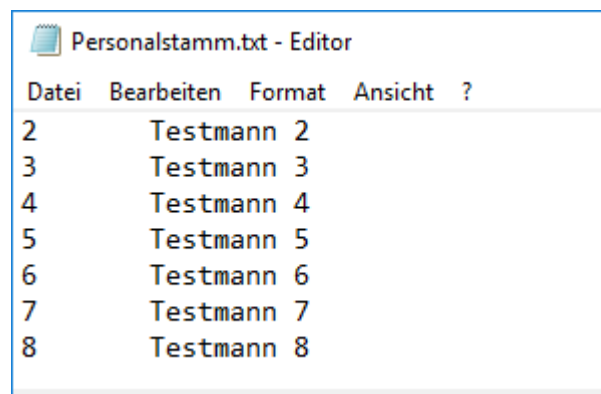 Personalstamm.txt - Editor
Datei Bearbeiten Format Ansicht ?
2 Testmann 2
3 Testmann 3
4 Testmann 4
5 Testmann 5
6 Testmann 6
7 Testmann 7
8 Testmann 8